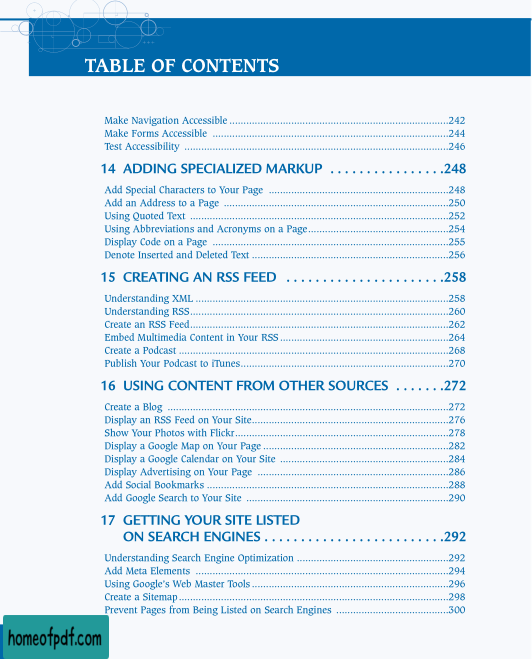 TABLE OF CONTENTS
Make Navigation Accessible ..........242
Make Forms Accessible ..........244
Test Accessibility ..........246
14 ADDING SPECIALIZED MARKUP ..........248
Add Special Characters to Your Page ..........248
Add an Address to a Page ..........250
Using Quoted Text ..........252
Using Abbreviations and Acronyms on a Page..........254
Display Code on a Page ..........255
Denote Inserted and Deleted Text ..........256
15 CREATING AN RSS FEED ..........258
Understanding XML ..........258
Understanding RSS..........260
Create an RSS Feed..........262
Embed Multimedia Content in Your RSS ..........264
Create a Podcast ..........268
Publish Your Podcast to iTunes..........270
16 USING CONTENT FROM OTHER SOURCES .......272
Create a Blog ..........272
Display an RSS Feed on Your Site..........276
Show Your Photos with Flickr..........278
Display a Google Map on Your Page ..........282
Display a Google Calendar on Your Site ..........284
Display Advertising on Your Page ..........286
Add Social Bookmarks ..........288
Add Google Search to Your Site ..........290
17 GETTING YOUR SITE LISTED
ON SEARCH ENGINES ..........292
Understanding Search Engine Optimization ..........292
Add Meta Elements ..........294
Using Google's Web Master Tools ..........296
Create a Sitemap..........298
Prevent Pages from Being Listed on Search Engines ..........300
homeofpdf.com